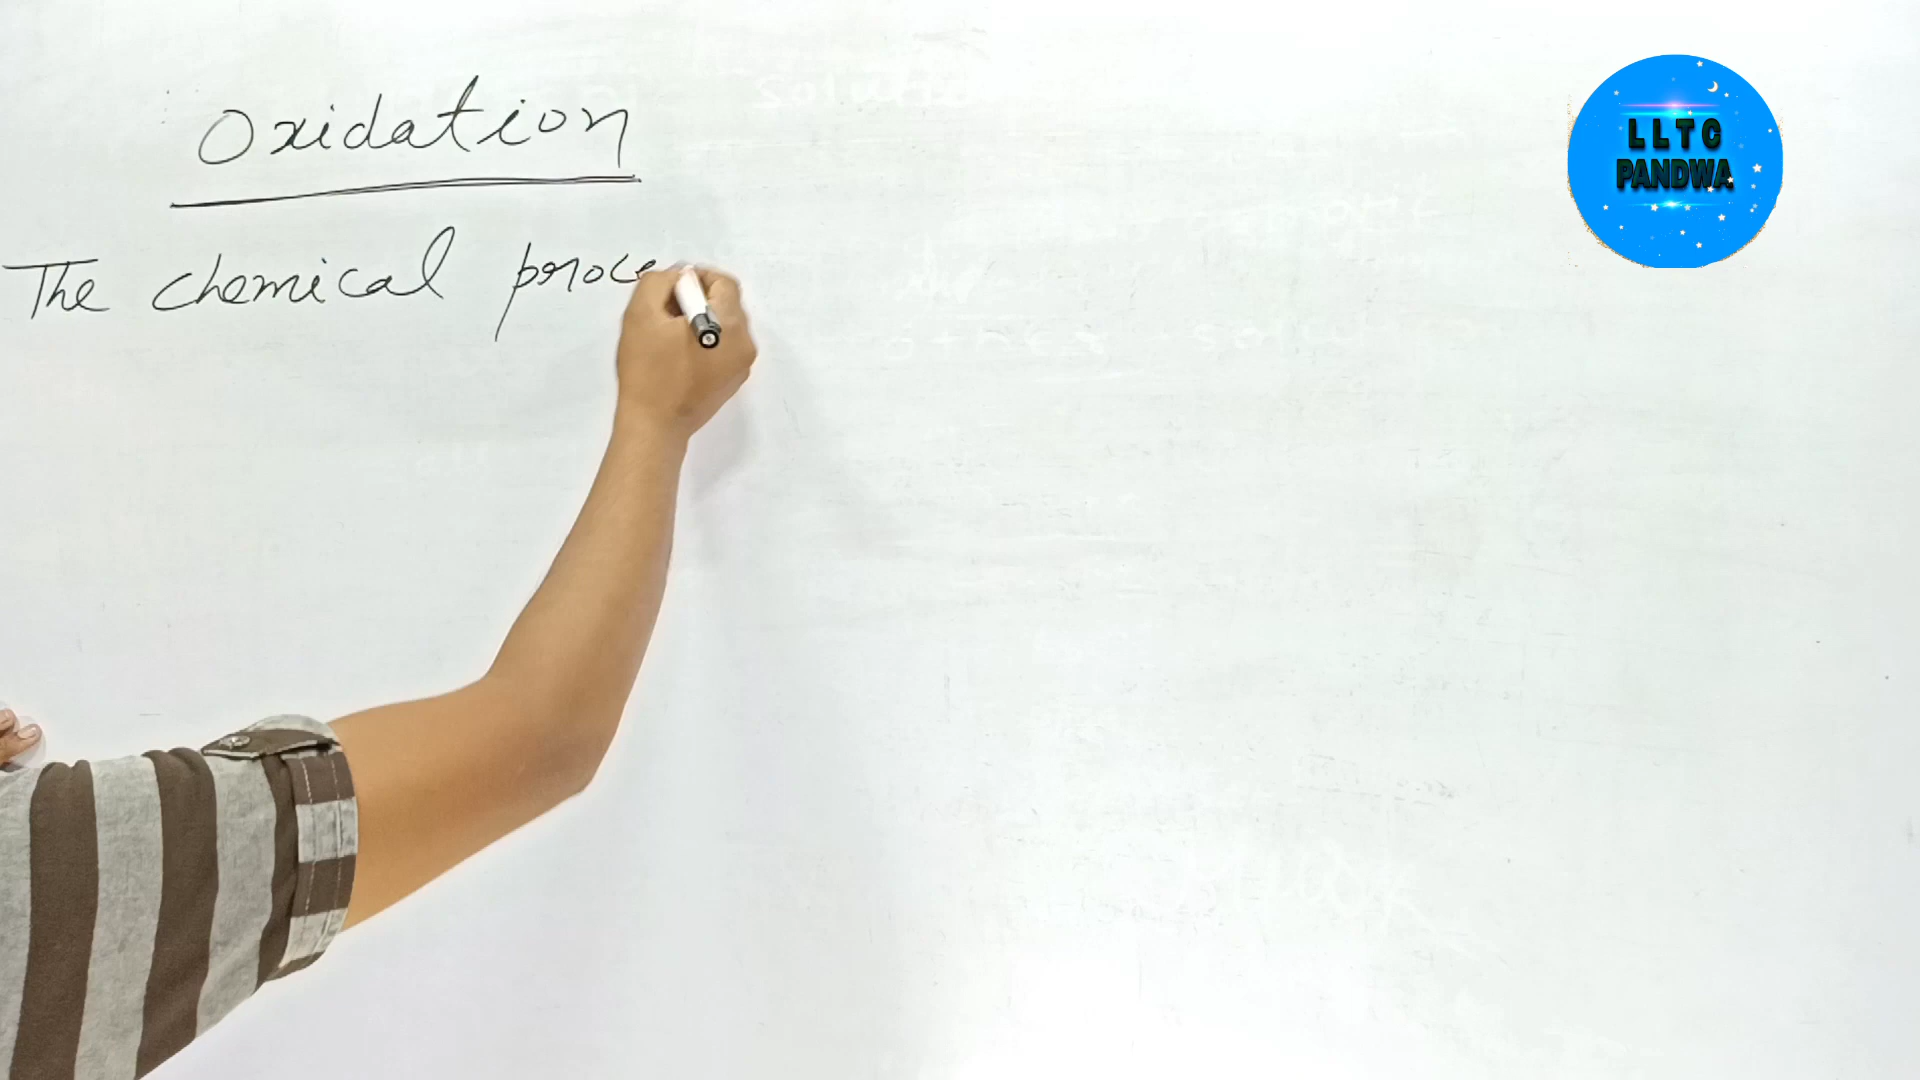 Oxidation
The chemical proce
LLTC
PANDWA